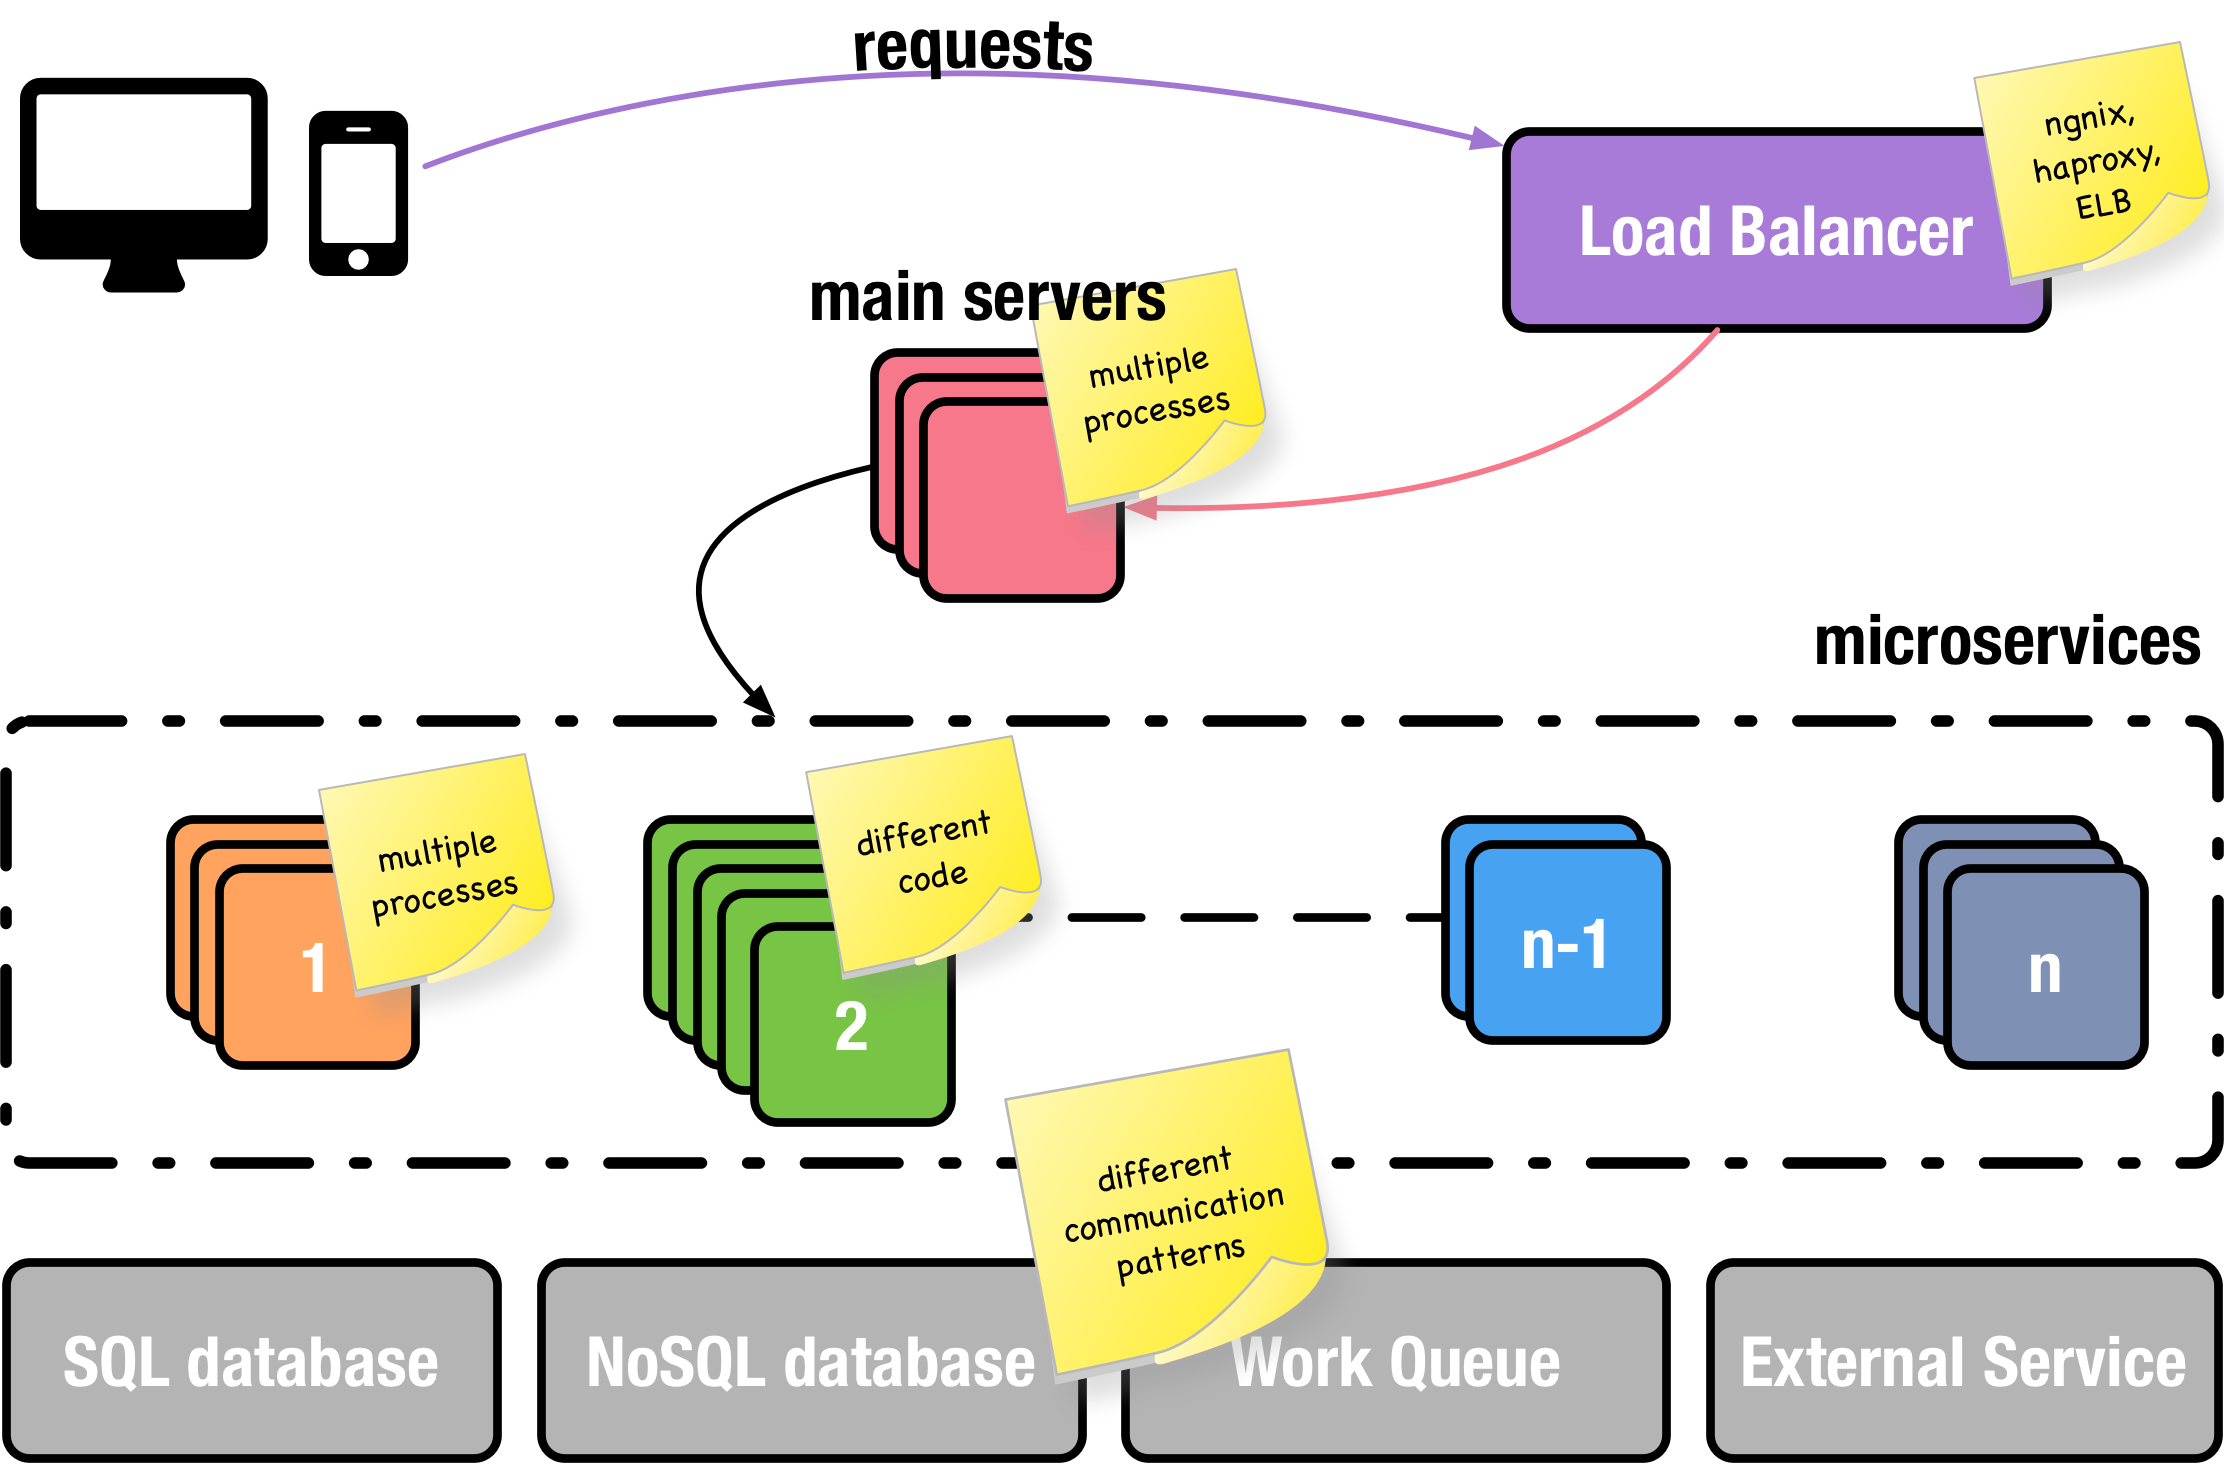 requests
ngnix,
haproxy,
ELB
Load Balancer
main servers
multiple
processes
microservices
multiple
processes
1
different
code
2
n-1
n
different
communication
patterns
SQL database
NoSQL database
Work Queue
External Service